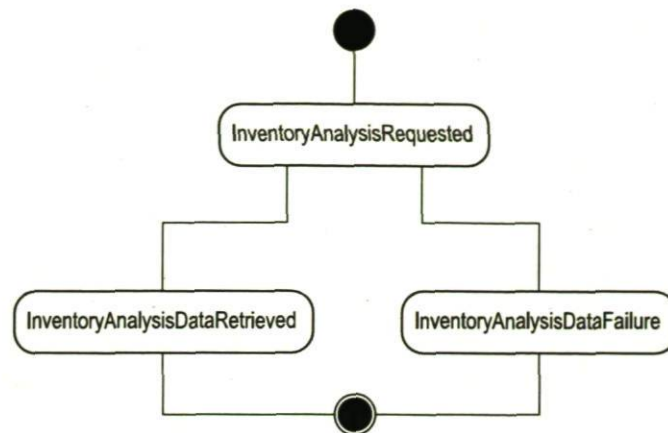 InventoryAnalysisRequested
InventoryAnalysisDataRetrieved
InventoryAnalysisDataFailure